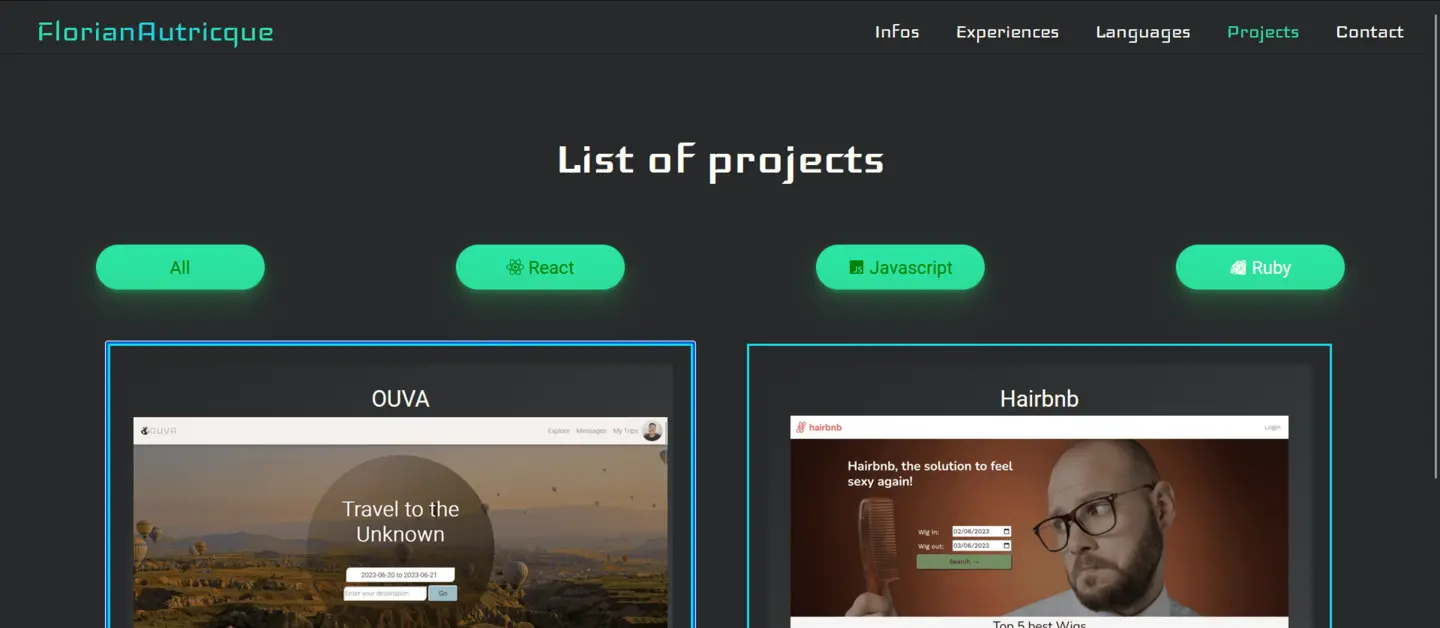 FlorianAutricque
Infos Experiences Languages Projects Contact
List of projects
All React JS Javascript Ruby
OUVA
OUVA
Explore Messages My Trips
Travel to the
Unknown
2023-06-20 to 2023-06-21
Enter your destination Go
Hairbnb
hairbnb
Login
Hairbnb, the solution to feel
sexy again!
Wig in: 02/06/2023
Wig out: 03/06/2023
Search →
Top 5 best Wigs